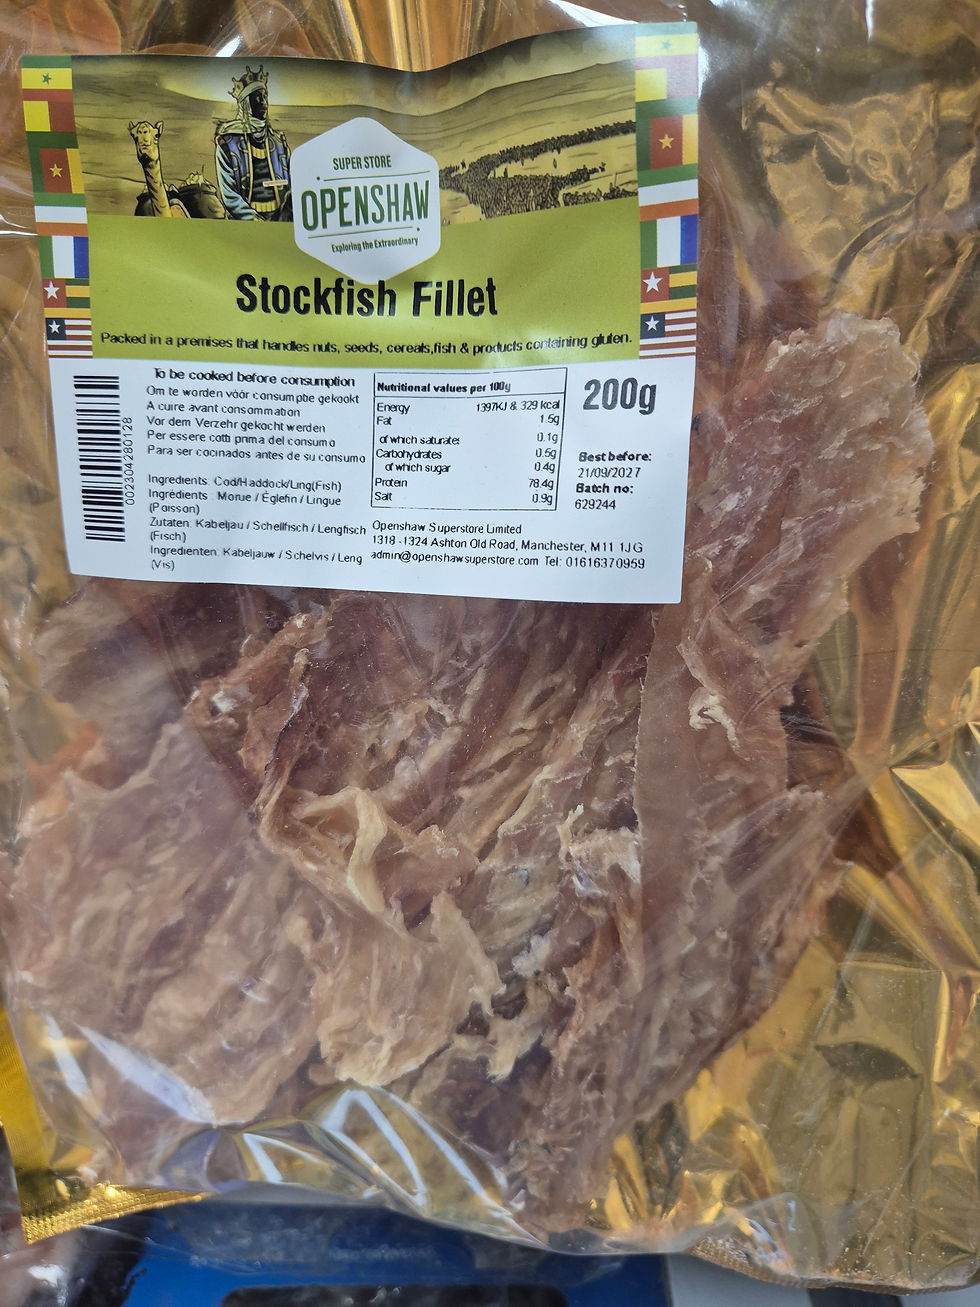 SUPER STORE
OPENSHAW
Exploring the Extraordinary
Stockfish Fillet
Packed in a premises that handles nuts, seeds, cereals,fish & products containing gluten.
To be cooked before consumption
Om te worden vóór consumptie gekookt
A cuire avant consommation
Vor dem Verzehr gekocht werden
Per essere cotti prima del consumo
Para ser cocinados antes de su consumo
Ingredients: Cod/Haddock/Ling(Fish)
Ingrédients : Morue / Églefin / Lingue
(Poisson)
Zutaten: Kabeljau / Schellfisch / Lengfisch
(Fisch)
Ingredienten: Kabeljauw / Schelvis / Leng
(Vis)
002304280128
Nutritional values per 100g
Energy 1397KJ & 329 kcal
Fat 1.5g
of which saturate: 0.1g
Carbohydrates 0.5g
of which sugar 0.4g
Protein 78.4g
Salt 0.9g
200g
Best before:
21/09/2027
Batch no:
629244
Openshaw Superstore Limited
1318 -1324 Ashton Old Road, Manchester, M11 1JG
admin@openshawsuperstore.com Tel: 01616370959